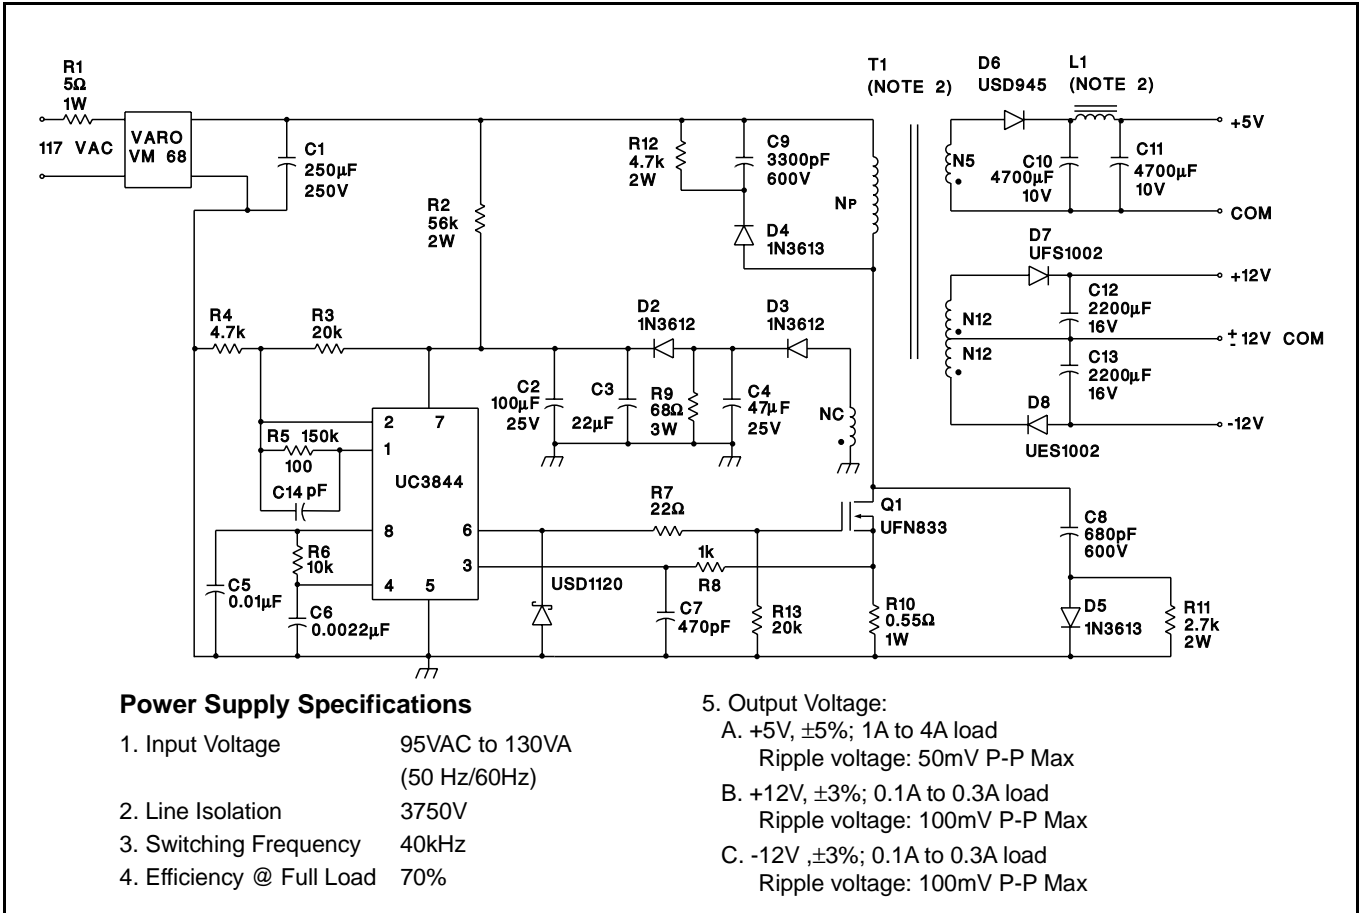 R1
5Ω
1W
117 VAC
VARO
VM 68
C1
250µF
250V
R2
56k
2W
R12
4.7k
2W
C9
3300pF
600V
D4
1N3613
T1
(NOTE 2)
NP
D6
USD945
L1
(NOTE 2)
N5
C10
4700µF
10V
C11
4700µF
10V
+5V
COM
D7
UFS1002
+12V
N12
N12
C12
2200µF
16V
± 12V COM
C13
2200µF
16V
D8
UES1002
-12V
R4
4.7k
R3
20k
D2
1N3612
D3
1N3612
C2
100µF
25V
C3
22µF
R9
68Ω
3W
C4
47µF
25V
NC
R5 150k
100
C14 pF
2
7
1
UC3844
8
6
3
4
5
R6
10k
C5
0.01µF
C6
0.0022µF
USD1120
R7
22Ω
1k
R8
C7
470pF
R13
20k
Q1
UFN833
R10
0.55Ω
1W
C8
680pF
600V
D5
1N3613
R11
2.7k
2W
Power Supply Specifications
1. Input Voltage 95VAC to 130VA
(50 Hz/60Hz)
2. Line Isolation 3750V
3. Switching Frequency 40kHz
4. Efficiency @ Full Load 70%
5. Output Voltage:
A. +5V, ±5%; 1A to 4A load
Ripple voltage: 50mV P-P Max
B. +12V, ±3%; 0.1A to 0.3A load
Ripple voltage: 100mV P-P Max
C. -12V ,±3%; 0.1A to 0.3A load
Ripple voltage: 100mV P-P Max